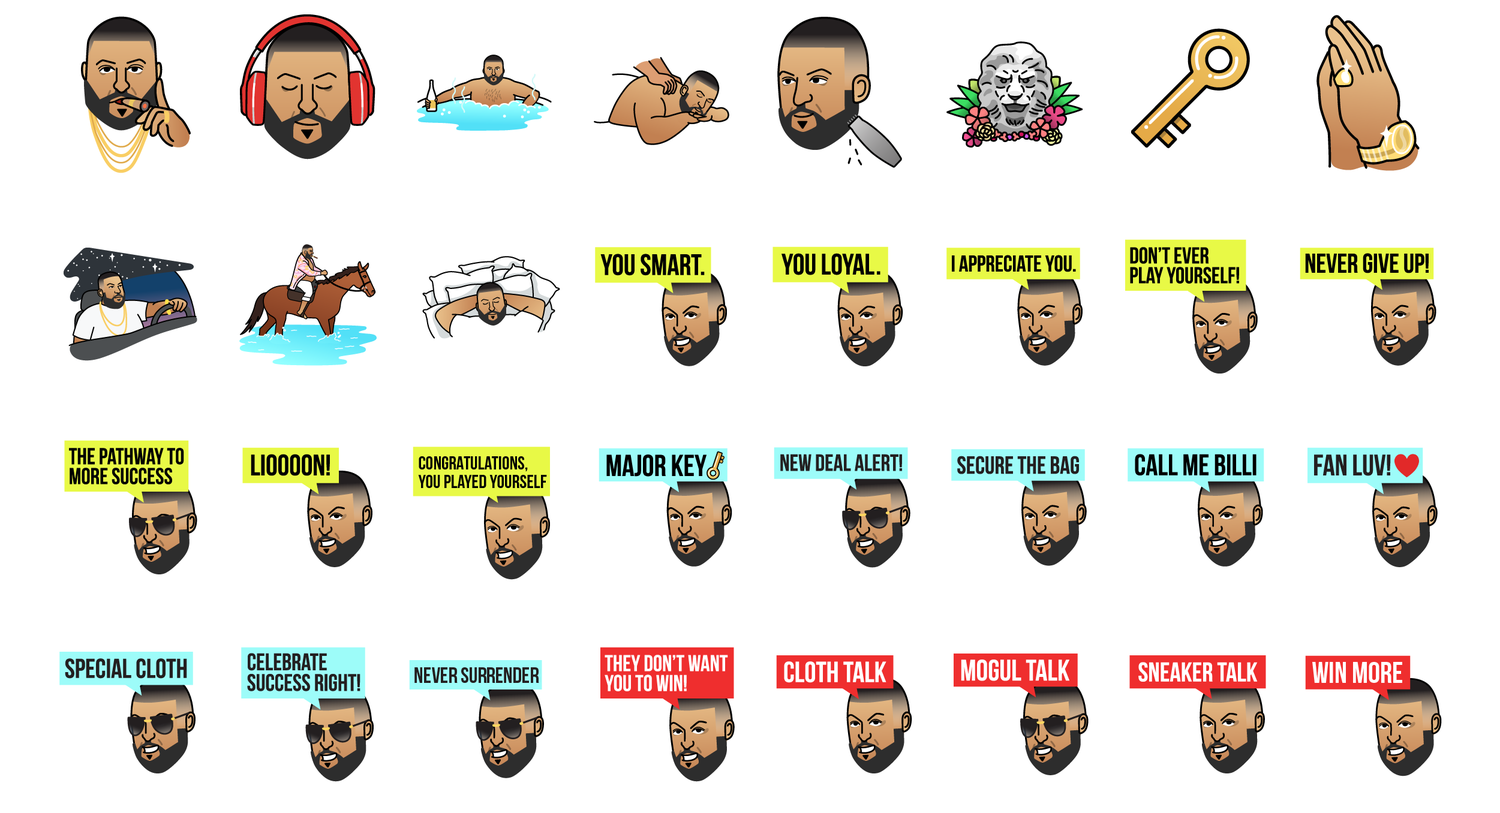 YOU SMART.
YOU LOYAL.
I APPRECIATE YOU.
DON'T EVER
PLAY YOURSELF!
NEVER GIVE UP!
THE PATHWAY TO
MORE SUCCESS
LIOOOON!
CONGRATULATIONS,
YOU PLAYED YOURSELF
MAJOR KEY
NEW DEAL ALERT!
SECURE THE BAG
CALL ME BILLI
FAN LUV!
SPECIAL CLOTH
CELEBRATE
SUCCESS RIGHT!
NEVER SURRENDER
THEY DON'T WANT
YOU TO WIN!
CLOTH TALK
MOGUL TALK
SNEAKER TALK
WIN MORE